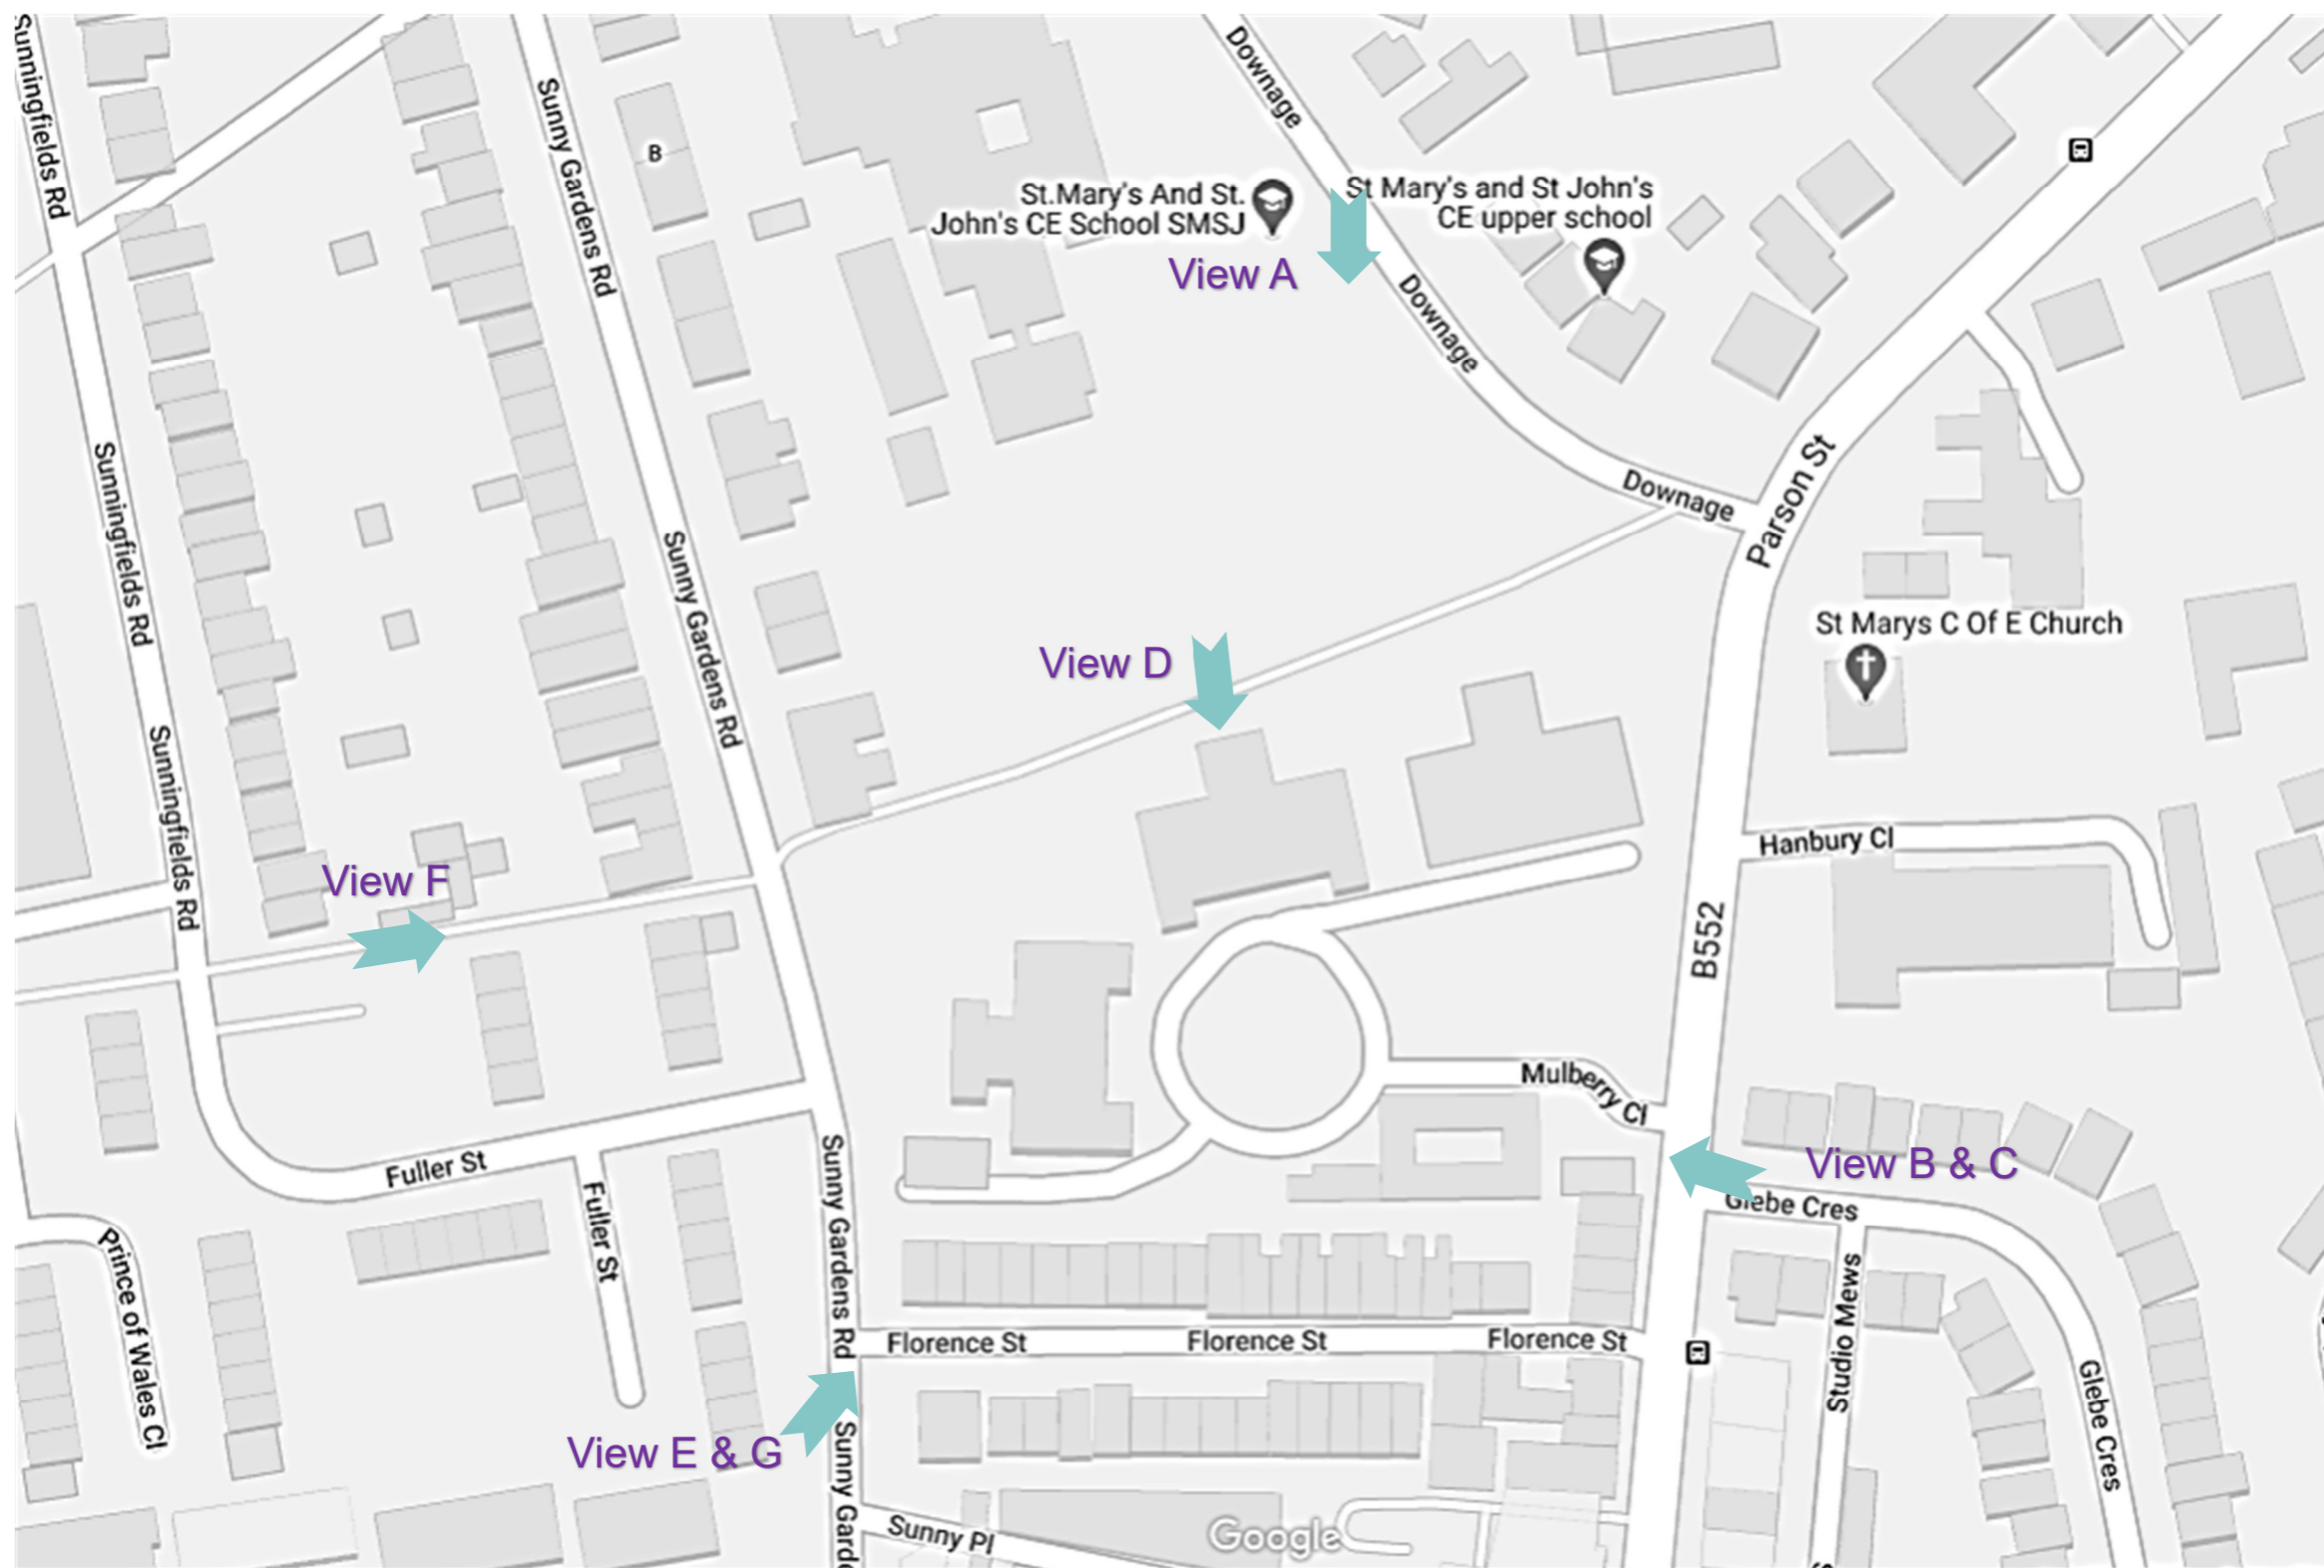 Sunningfields Rd
Sunny Gardens Rd
B
Downage
St.Mary's And St.
John's CE School SMSJ
St Mary's and St John's
CE upper school
View A
Downage
Sunningfields Rd
Downage
Parson St
Sunny Gardens Rd
St Marys C Of E Church
View D
Sunningfields Rd
Hanbury Cl
View F
B552
Mulberry Cl
Fuller St
Sunny Gardens Rd
View B & C
Fuller St
Glebe Cres
Prince of Wales Cl
Studio Mews
Florence St
Florence St
Florence St
Glebe Cres
View E & G
Sunny Garde
Sunny Pl
Google
S